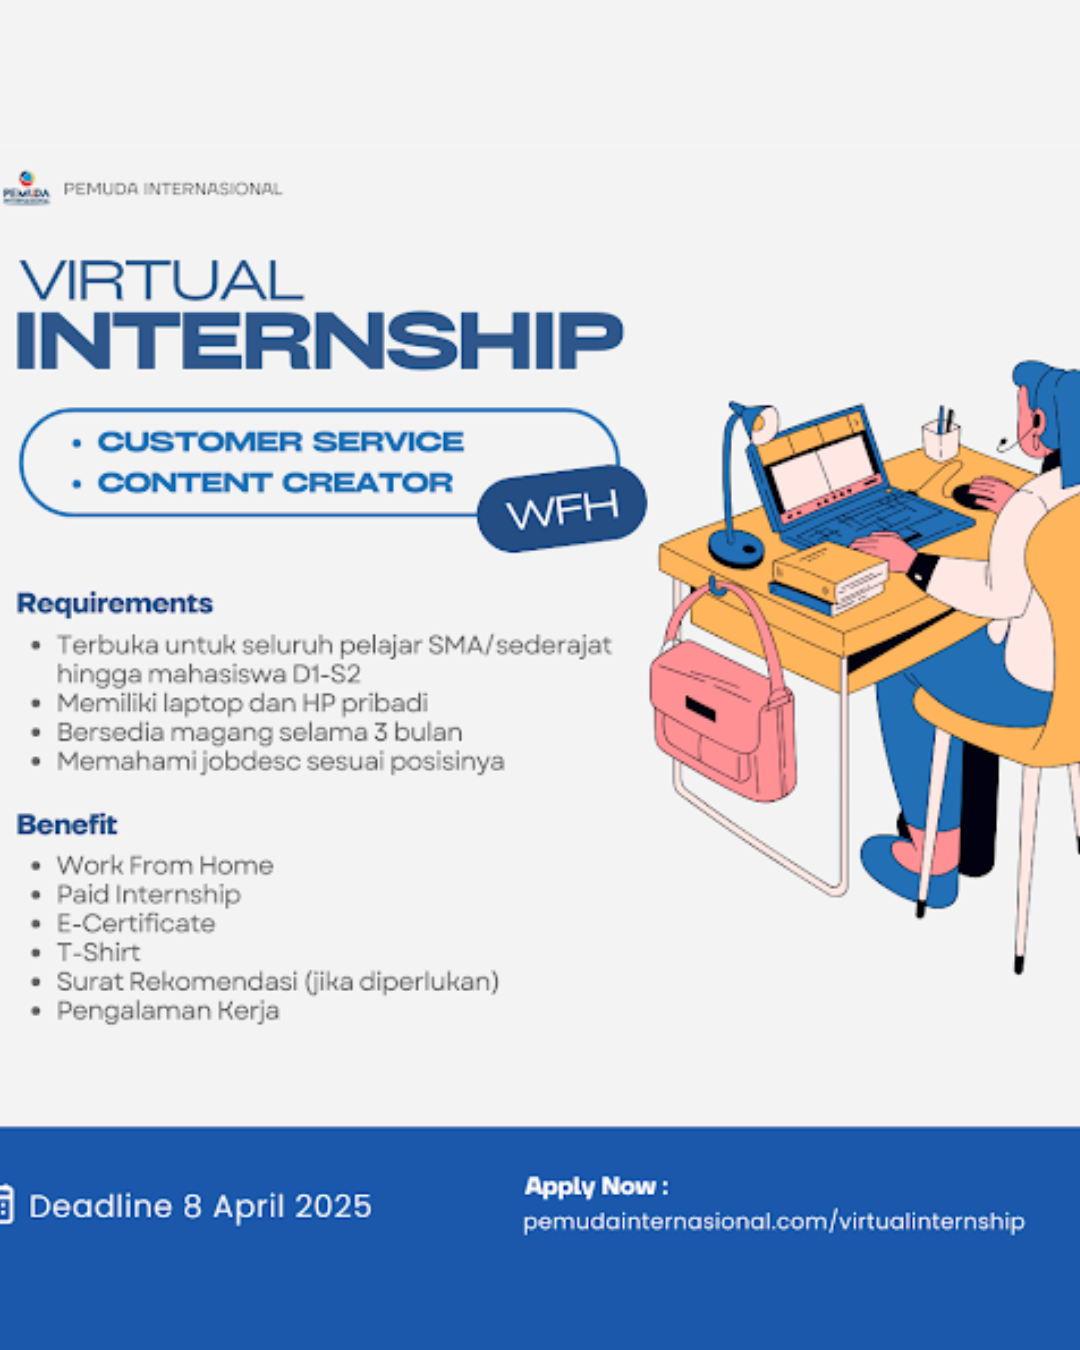 PEMUDA
INTERNASIONAL
PEMUDA INTERNASIONAL
VIRTUAL
INTERNSHIP
• CUSTOMER SERVICE
• CONTENT CREATOR
WFH
Requirements
• Terbuka untuk seluruh pelajar SMA/sederajat
hingga mahasiswa D1-S2
• Memiliki laptop dan HP pribadi
• Bersedia magang selama 3 bulan
• Memahami jobdesc sesuai posisinya
Benefit
• Work From Home
• Paid Internship
• E-Certificate
• T-Shirt
• Surat Rekomendasi (jika diperlukan)
• Pengalaman Kerja
Deadline 8 April 2025
Apply Now :
pemudainternasional.com/virtualinternship